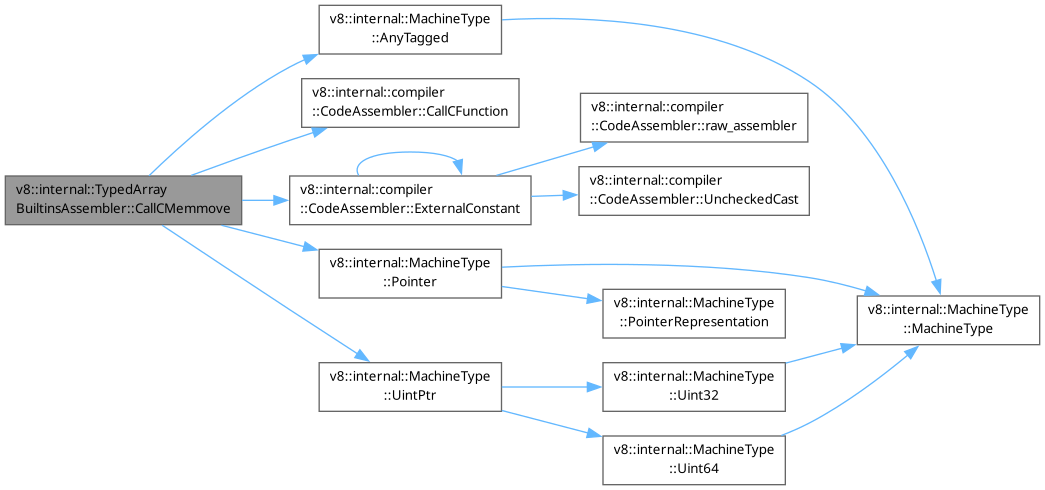 v8::internal::MachineType
::AnyTagged
v8::internal::compiler
::CodeAssembler::CallCFunction
v8::internal::compiler
::CodeAssembler::raw_assembler
v8::internal::TypedArray
BuiltinsAssembler::CallCMemmove
v8::internal::compiler
::CodeAssembler::ExternalConstant
v8::internal::compiler
::CodeAssembler::UncheckedCast
v8::internal::MachineType
::Pointer
v8::internal::MachineType
::PointerRepresentation
v8::internal::MachineType
::MachineType
v8::internal::MachineType
::UintPtr
v8::internal::MachineType
::Uint32
v8::internal::MachineType
::Uint64